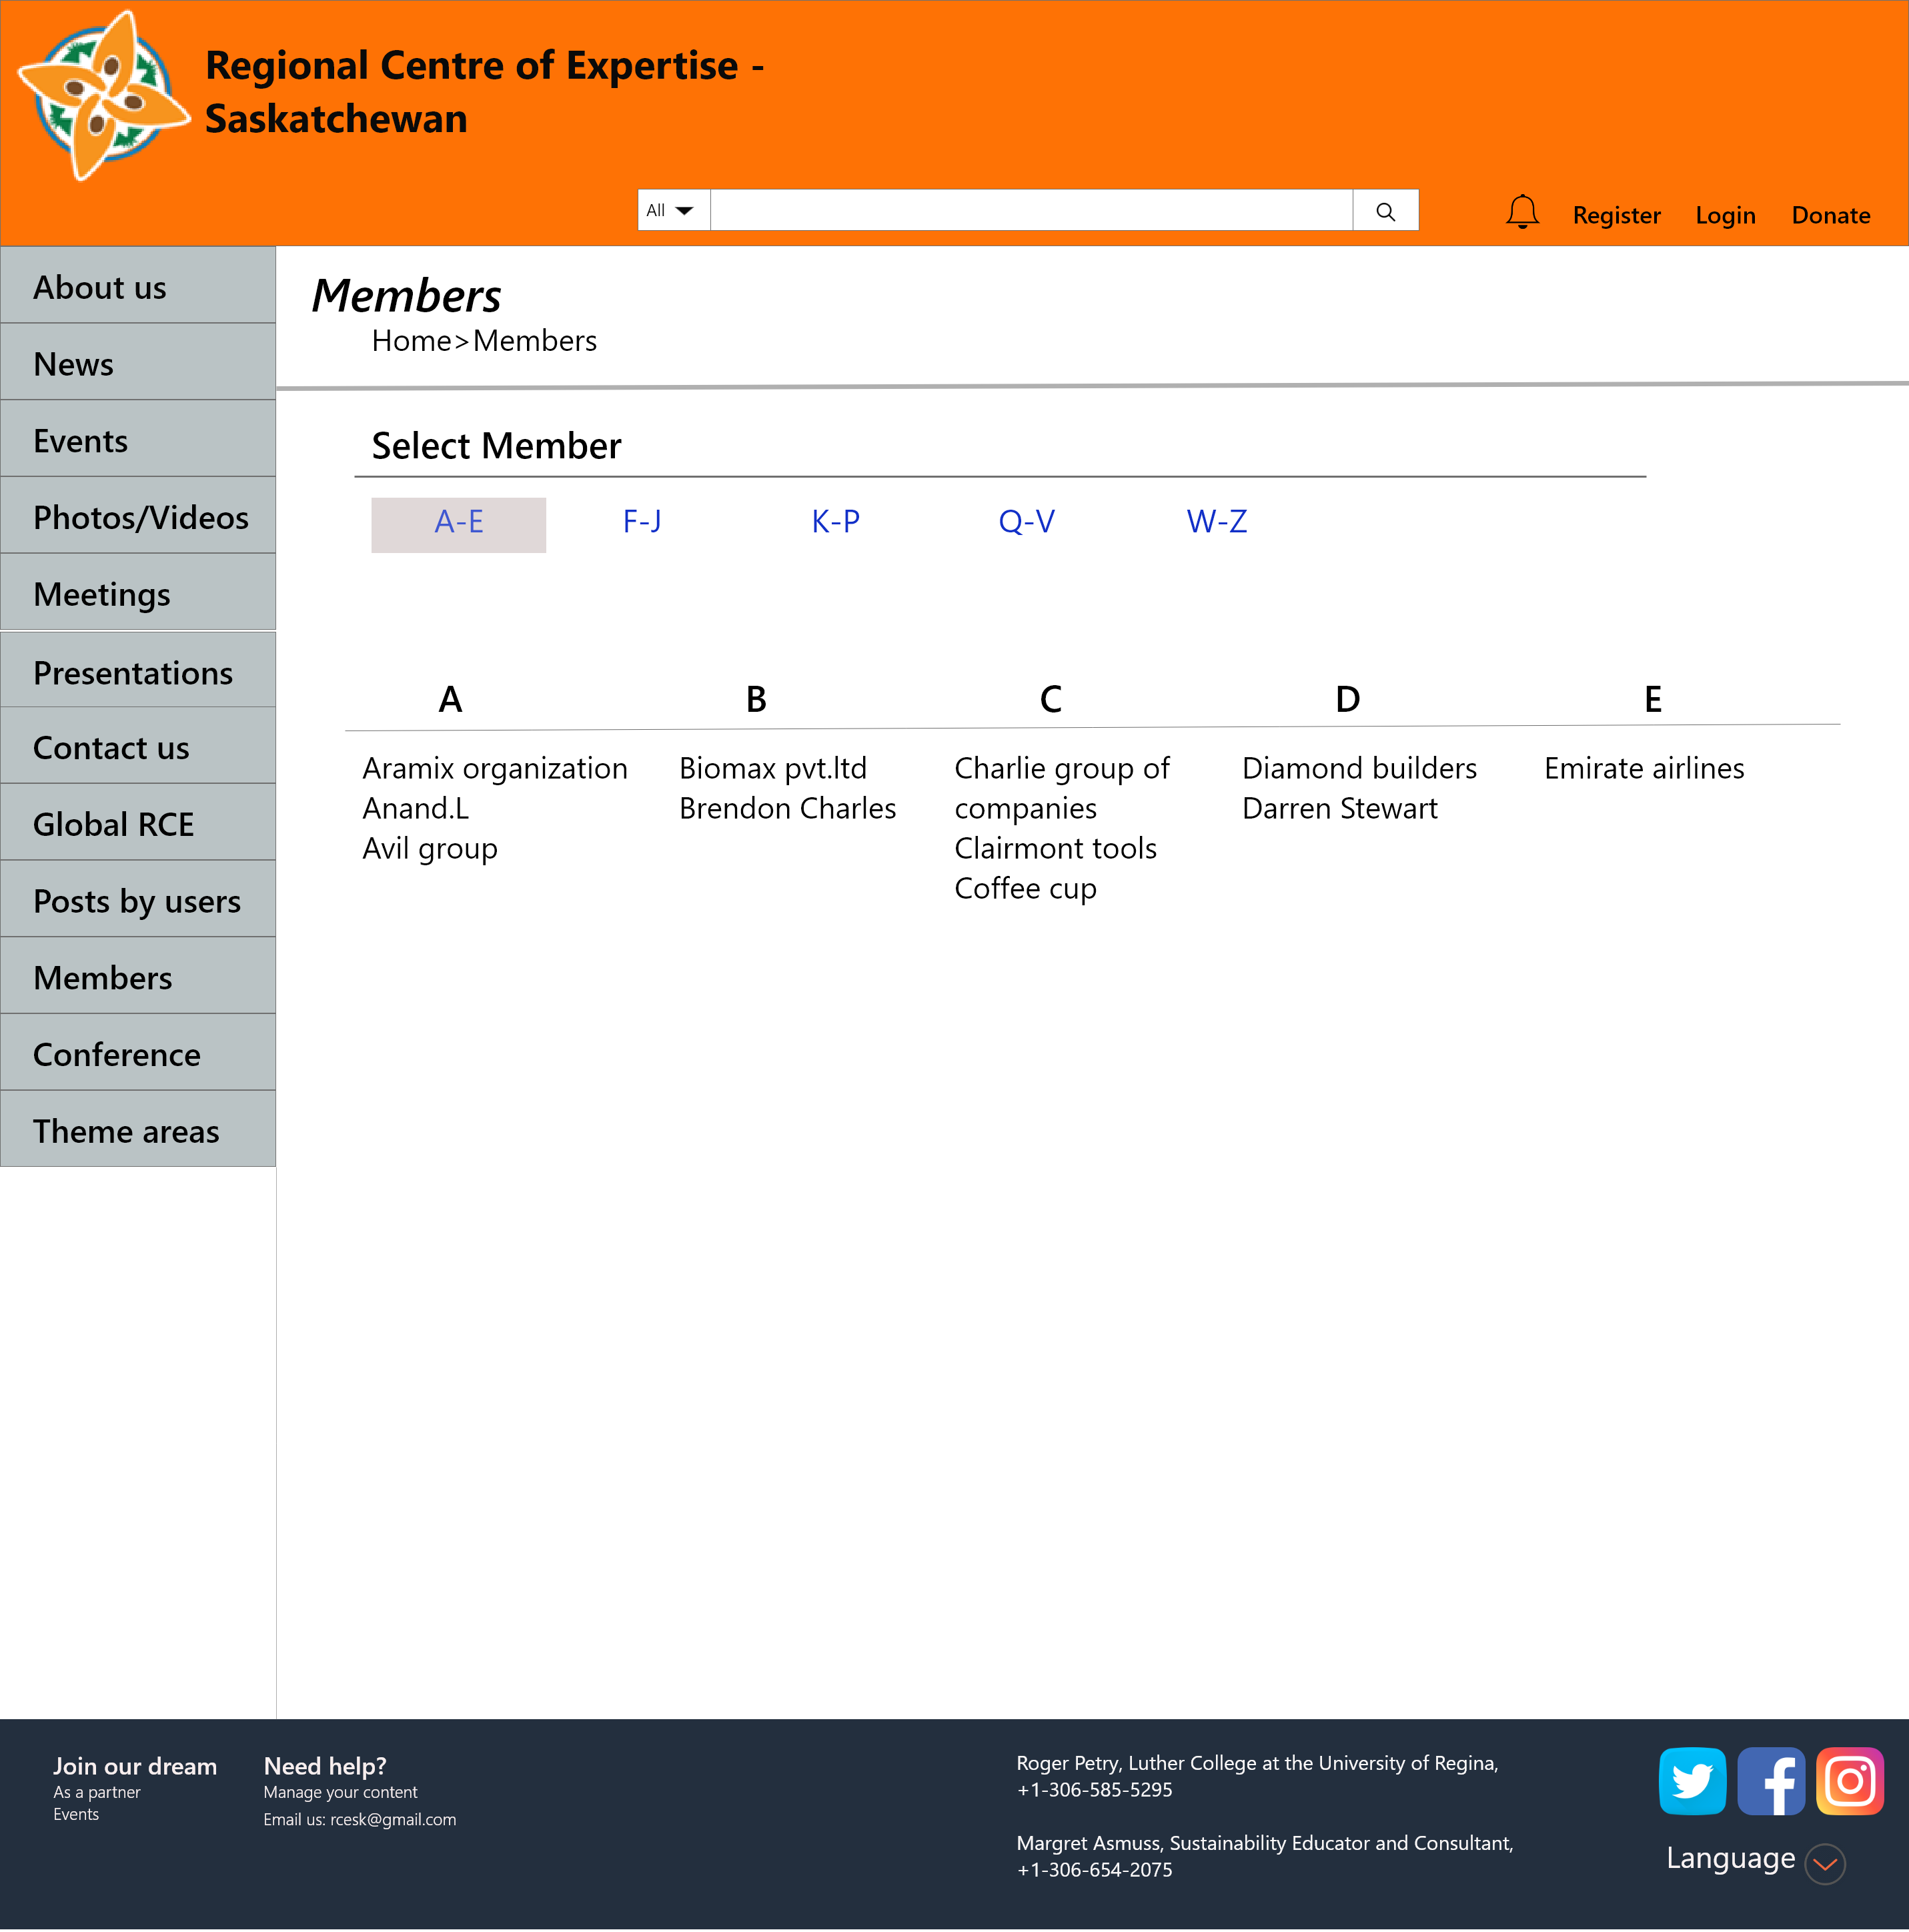 Regional Centre of Expertise -
Saskatchewan
All
Register Login Donate
About us
News
Events
Photos/Videos
Meetings
Presentations
Contact us
Global RCE
Posts by users
Members
Conference
Theme areas
Members
Home>Members
Select Member
A-E F-J K-P Q-V W-Z
A
Aramix organization
Anand.L
Avil group
B
Biomax pvt.ltd
Brendon Charles
C
Charlie group of
companies
Clairmont tools
Coffee cup
D
Diamond builders
Darren Stewart
E
Emirate airlines
Join our dream
As a partner
Events
Need help?
Manage your content
Email us: rcesk@gmail.com
Roger Petry, Luther College at the University of Regina,
+1-306-585-5295
Margret Asmuss, Sustainability Educator and Consultant,
+1-306-654-2075
Language